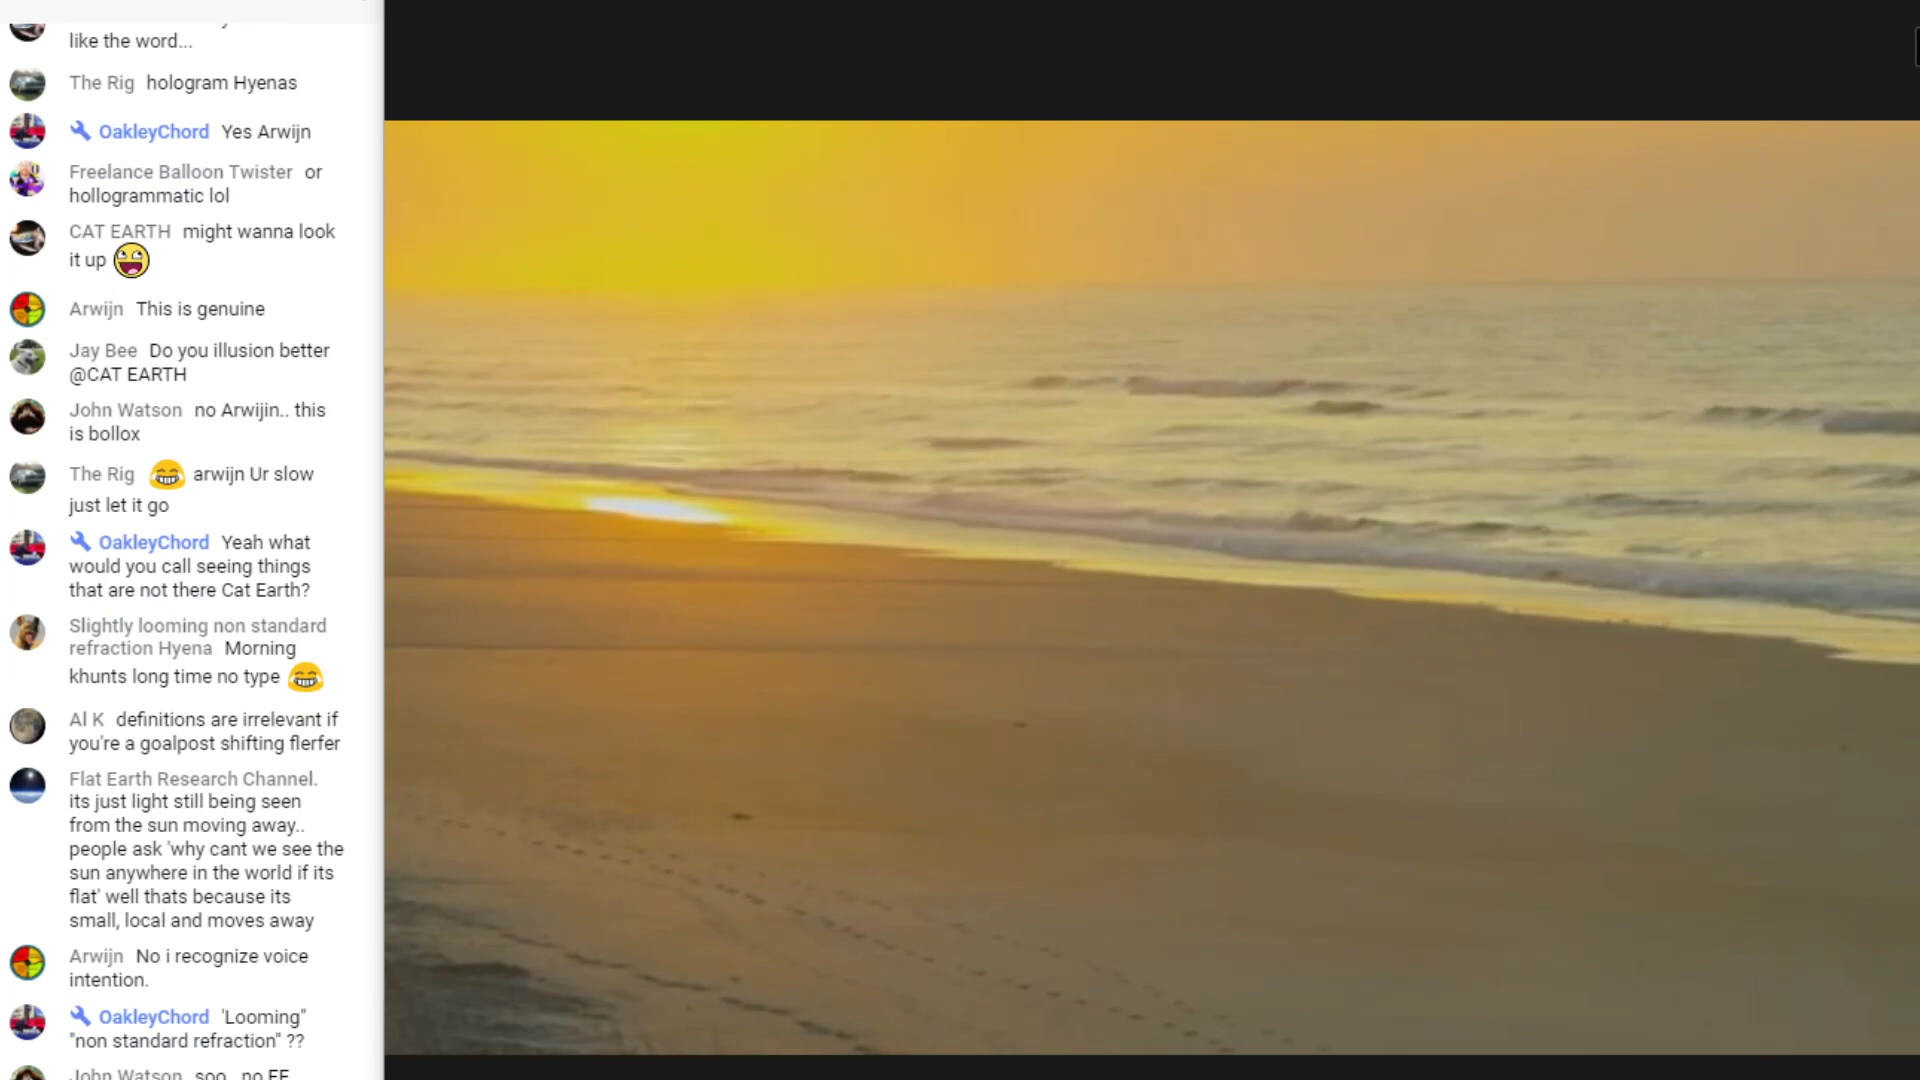 like the word...
The Rig hologram Hyenas
OakleyChord Yes Arwijn
Freelance Balloon Twister or
hollogrammatic lol
CAT EARTH might wanna look
it up
Arwijn This is genuine
Jay Bee Do you illusion better
@CAT EARTH
John Watson no Arwijin.. this
is bollox
The Rig arwijn Ur slow
just let it go
OakleyChord Yeah what
would you call seeing things
that are not there Cat Earth?
Slightly looming non standard
refraction Hyena Morning
khunts long time no type
Al K definitions are irrelevant if
you're a goalpost shifting flerfer
Flat Earth Research Channel.
its just light still being seen
from the sun moving away..
people ask 'why cant we see the
sun anywhere in the world if its
flat' well thats because its
small, local and moves away
Arwijn No i recognize voice
intention.
OakleyChord 'Looming"
"non standard refraction" ??
John Watson soo.. no FE